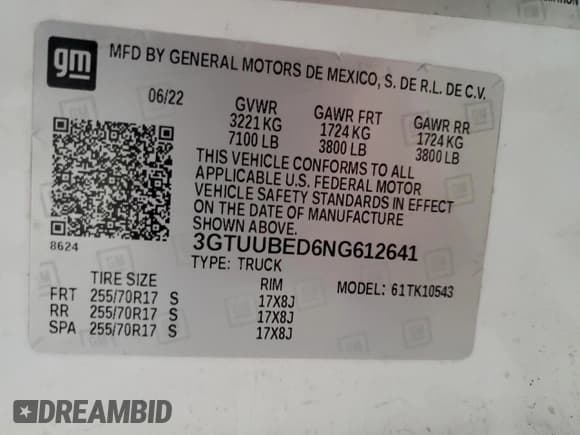 gm
MFD BY GENERAL MOTORS DE MEXICO, S. DE R.L. DE C.V.
06/22 GVWR GAWR FRT GAWR RR
3221 KG 1724 KG 1724 KG
7100 LB 3800 LB 3800 LB
THIS VEHICLE CONFORMS TO ALL
APPLICABLE U.S. FEDERAL MOTOR
VEHICLE SAFETY STANDARDS IN EFFECT
ON THE DATE OF MANUFACTURE
SHOWN ABOVE.
8624
3GTUUBED6NG612641
TYPE: TRUCK
TIRE SIZE RIM MODEL: 61TK10543
FRT 255/70R17 S 17X8J
RR 255/70R17 S 17X8J
SPA 255/70R17 S 17X8J
DREAMBID